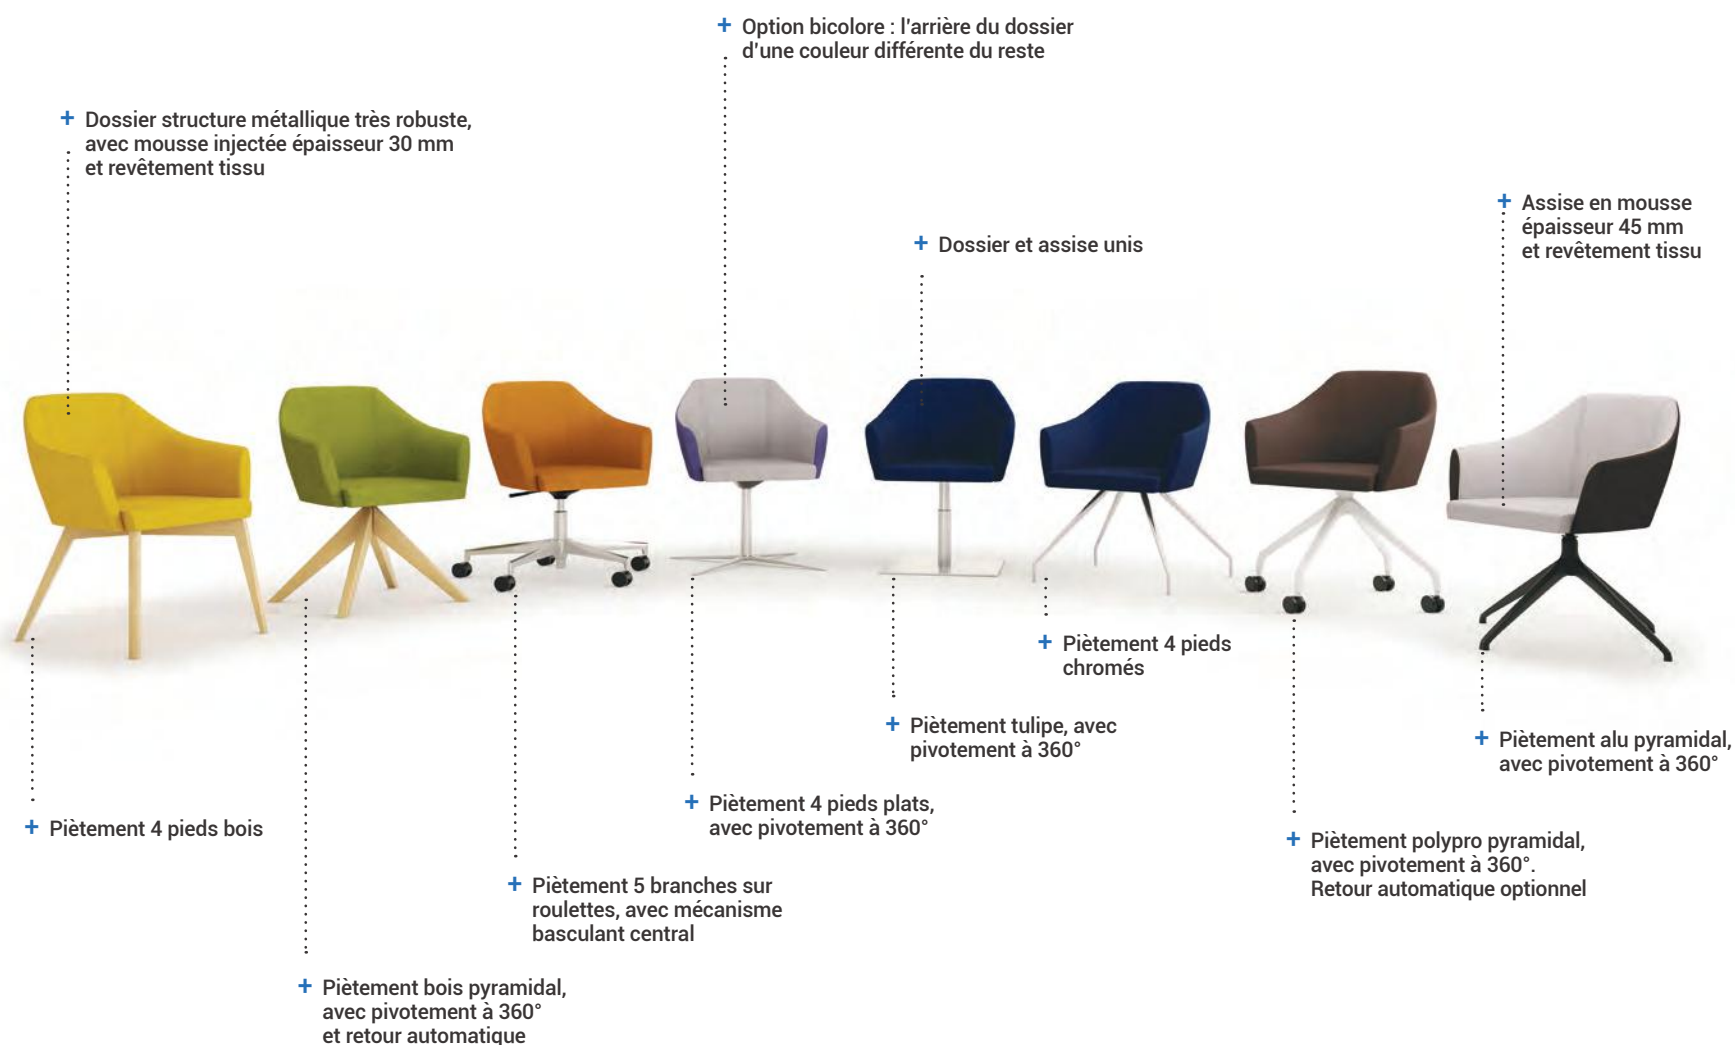 + Option bicolore : l'arrière du dossier
d'une couleur différente du reste
+ Dossier structure métallique très robuste,
avec mousse injectée épaisseur 30 mm
et revêtement tissu
+ Assise en mousse
épaisseur 45 mm
et revêtement tissu
+ Dossier et assise unis
+ Piètement 4 pieds
chromés
+ Piètement tulipe, avec
pivotement à 360°
+ Piètement alu pyramidal,
avec pivotement à 360°
+ Piètement 4 pieds plats,
avec pivotement à 360°
+ Piètement 4 pieds bois
+ Piètement polypro pyramidal,
avec pivotement à 360°.
Retour automatique optionnel
+ Piètement 5 branches sur
roulettes, avec mécanisme
basculant central
+ Piètement bois pyramidal,
avec pivotement à 360°
et retour automatique